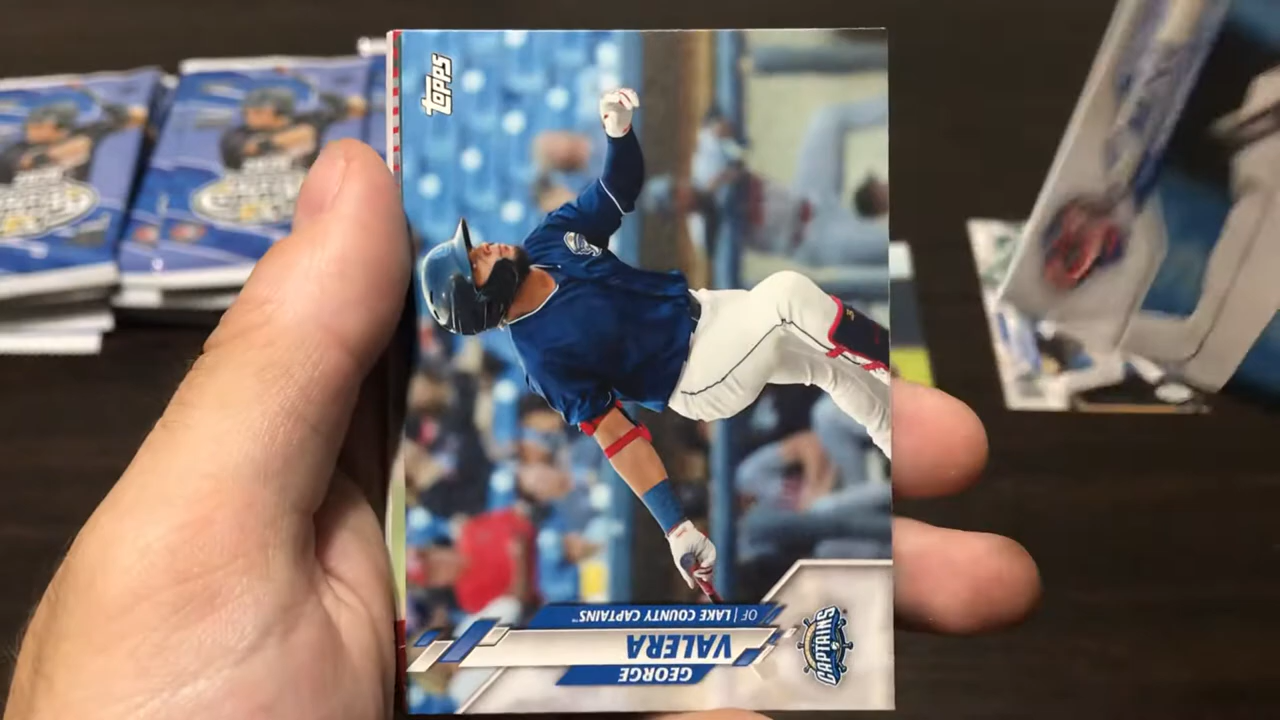 Topps
GEORGE
VALERA
OF | LAKE COUNTY CAPTAINS™
CAPTAINS